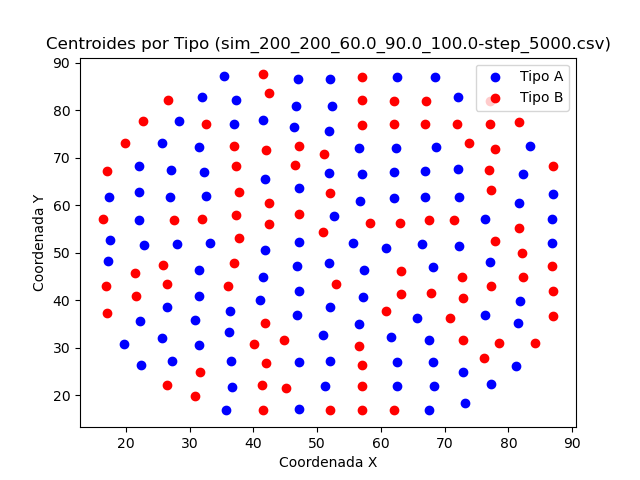 Centroides por Tipo (sim_200_200_60.0_90.0_100.0-step_5000.csv)
Tipo A
Tipo B
90
80
70
60
50
40
30
20
Coordenada Y
20 30 40 50 60 70 80 90
Coordenada X